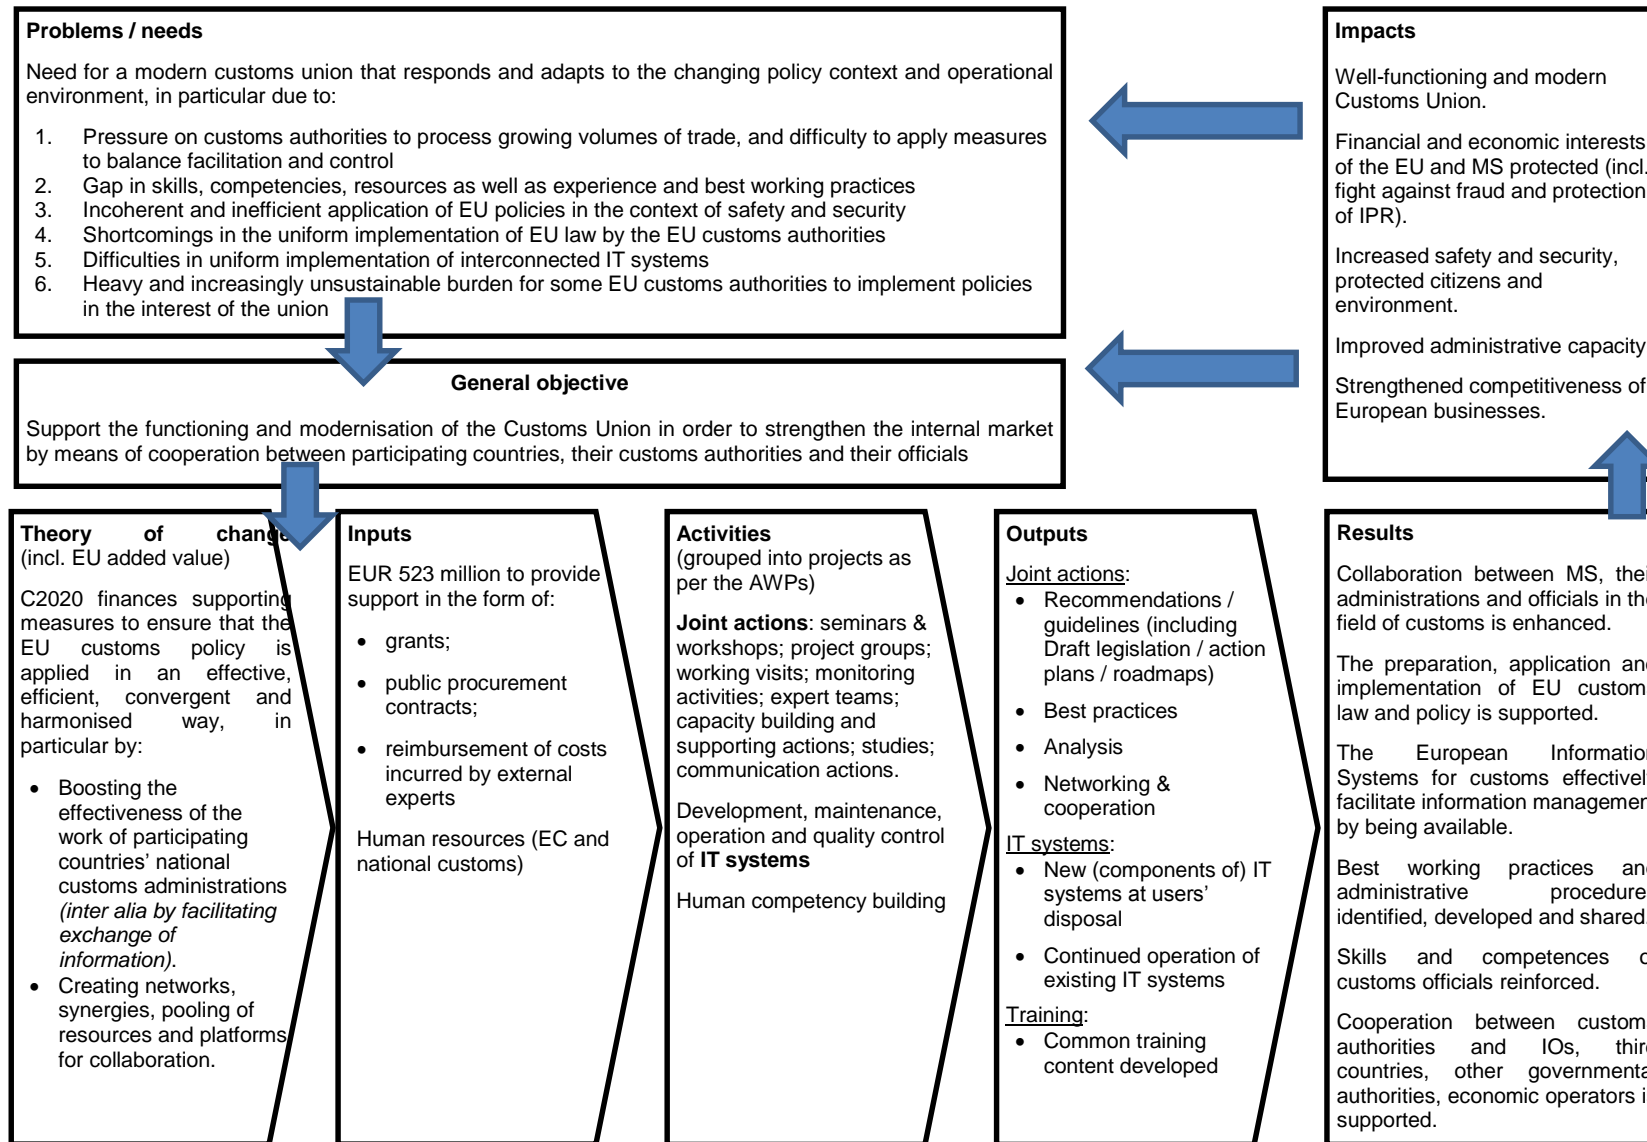 Problems / needs
Need for a modern customs union that responds and adapts to the changing policy context and operational
environment, in particular due to:
1. Pressure on customs authorities to process growing volumes of trade, and difficulty to apply measures
to balance facilitation and control
2. Gap in skills, competencies, resources as well as experience and best working practices
3. Incoherent and inefficient application of EU policies in the context of safety and security
4. Shortcomings in the uniform implementation of EU law by the EU customs authorities
5. Difficulties in uniform implementation of interconnected IT systems
6. Heavy and increasingly unsustainable burden for some EU customs authorities to implement policies
in the interest of the union
General objective
Support the functioning and modernisation of the Customs Union in order to strengthen the internal market
by means of cooperation between participating countries, their customs authorities and their officials
Impacts
Well-functioning and modern
Customs Union.
Financial and economic interests
of the EU and MS protected (incl.
fight against fraud and protection
of IPR).
Increased safety and security,
protected citizens and
environment.
Improved administrative capacity
Strengthened competitiveness of
European businesses.
Theory of change
(incl. EU added value)
C2020 finances supporting
measures to ensure that the
EU customs policy is
applied in an effective,
efficient, convergent and
harmonised way, in
particular by:
• Boosting the
effectiveness of the
work of participating
countries' national
customs administrations
(inter alia by facilitating
exchange of
information).
• Creating networks,
synergies, pooling of
resources and platforms
for collaboration.
Inputs
EUR 523 million to provide
support in the form of:
• grants;
• public procurement
contracts;
• reimbursement of costs
incurred by external
experts
Human resources (EC and
national customs)
Activities
(grouped into projects as
per the AWPs)
Joint actions: seminars &
workshops; project groups;
working visits; monitoring
activities; expert teams;
capacity building and
supporting actions; studies;
communication actions.
Development, maintenance,
operation and quality control
of IT systems
Human competency building
Outputs
Joint actions:
• Recommendations /
guidelines (including
Draft legislation / action
plans / roadmaps)
• Best practices
• Analysis
• Networking &
cooperation
IT systems:
• New (components of) IT
systems at users'
disposal
• Continued operation of
existing IT systems
Training:
• Common training
content developed
Results
Collaboration between MS, their
administrations and officials in the
field of customs is enhanced.
The preparation, application and
implementation of EU custom
law and policy is supported.
The European Information
Systems for customs effectively
facilitate information managemen
by being available.
Best working practices and
administrative procedure
identified, developed and shared.
Skills and competences o
customs officials reinforced.
Cooperation between custom
authorities and IOs, third
countries, other governmenta
authorities, economic operators i
supported.